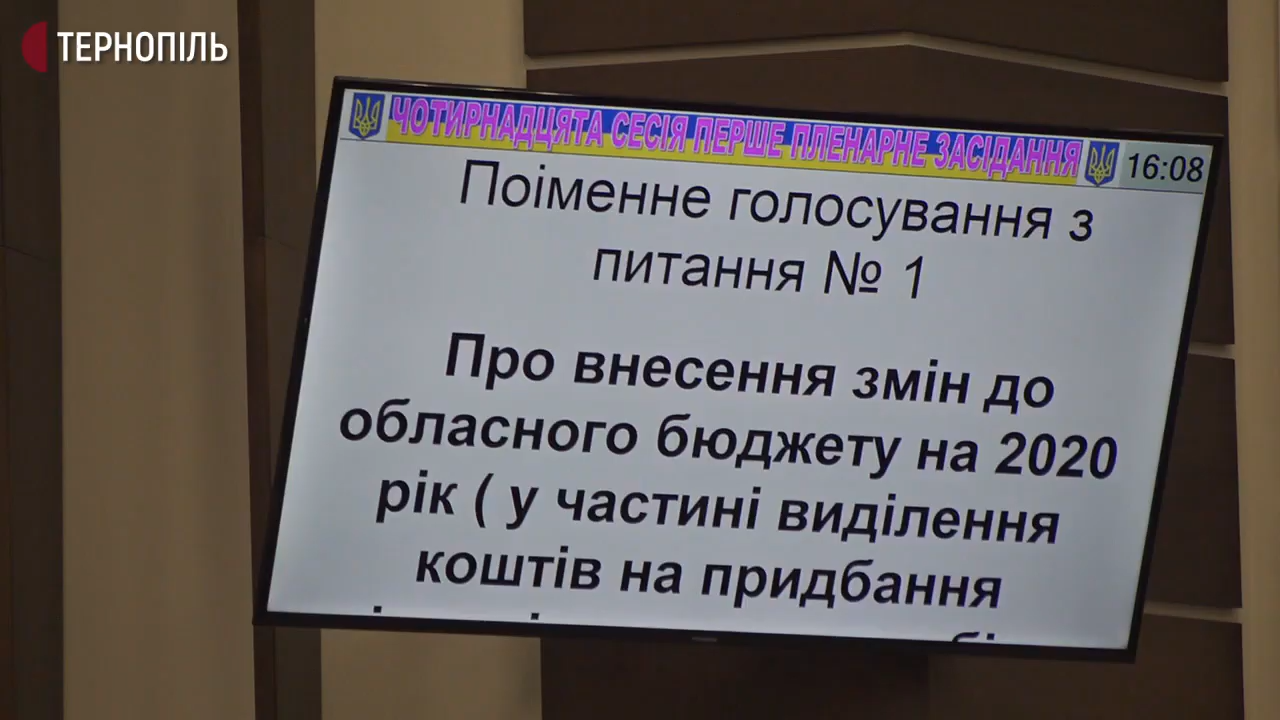 ТЕРНОПІЛЬ
ЧОТИРНАДЦЯТА СЕСІЯ ПЕРШЕ ПЛЕНАРНЕ ЗАСІДАННЯ 16:08
Поіменне голосування з
питання № 1
Про внесення змін до
обласного бюджету на 2020
рік ( у частині виділення
коштів на придбання